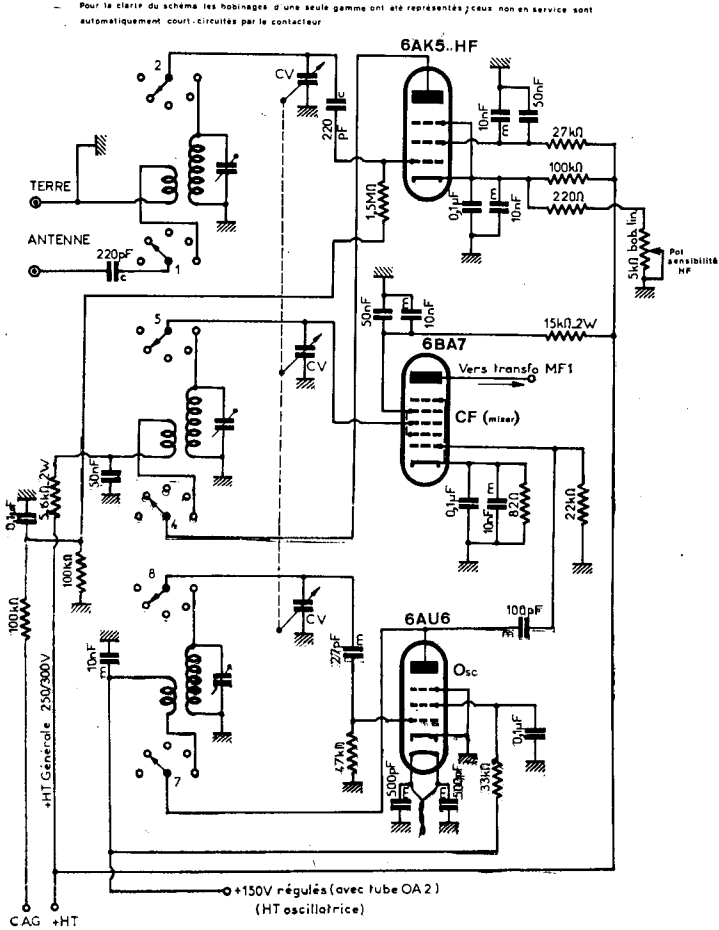 Pour la clarté du schéma les bobinages d'une seule gamme ont été représentés; ceux non en service sont
automatiquement court-circuités par le contacteur
6AK5..HF
2
CV
c
220
pF
10nF
m
50nF
27kΩ
100kΩ
220Ω
TERRE
1,5MΩ
0,1µF
m
10nF
5kΩ bob. lin.
Pot
sensibilité
HF
ANTENNE
220pF
c
1
50nF
m
10nF
15kΩ_2W
5
CV
6BA7
Vers transfo MF1
CF (mixer)
50nF
5,6kΩ_2W
0,1µF
4
0,1µF
10nF
m
82Ω
22kΩ
100kΩ
100kΩ
8
CV
100pF
m
6AU6
10nF
m
27pF
m
Osc
+HT Générale 250/300V
47kΩ
0,1µF
7
500pF
m
m
500pF
33kΩ
+150V régulés (avec tube OA2)
(HT oscillatrice)
CAG +HT